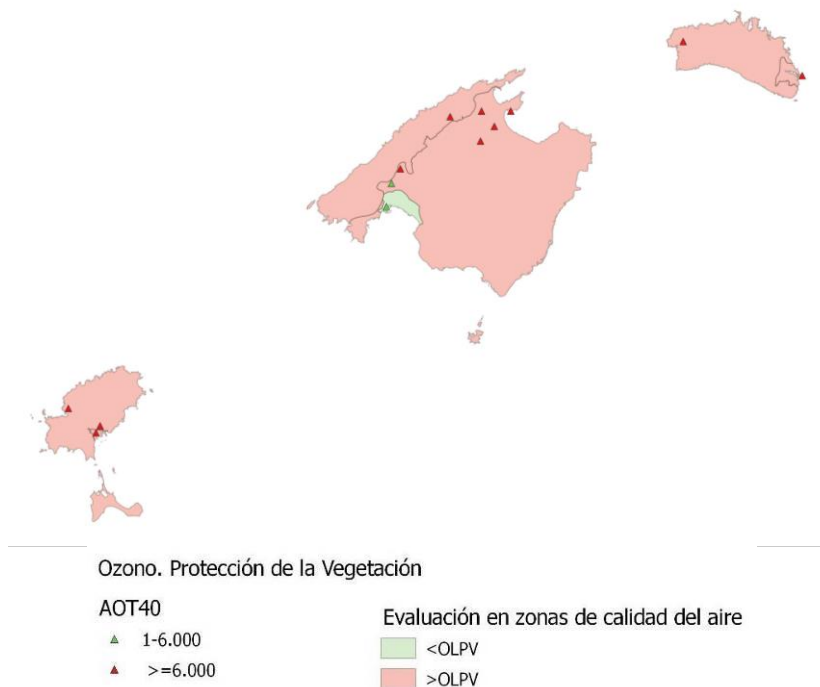 Ozono. Protección de la Vegetación
AOT40
1-6.000
>=6.000
Evaluación en zonas de calidad del aire
<OLPV
>OLPV